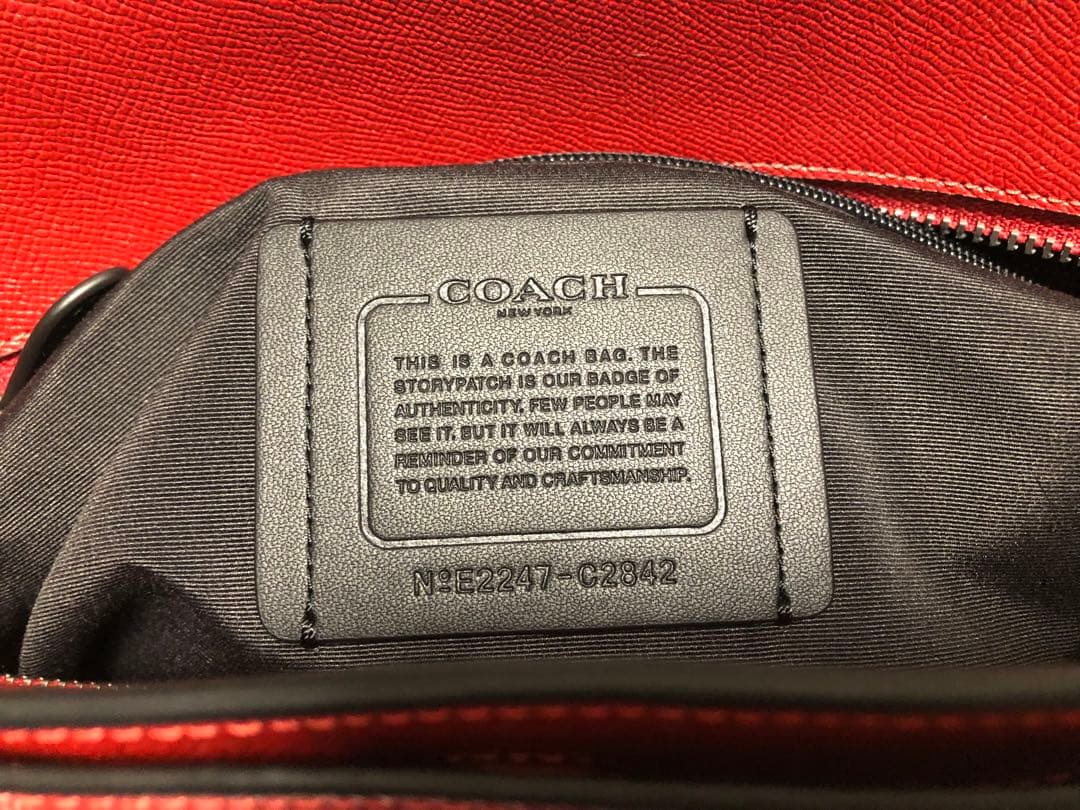 COACH
NEW YORK
THIS IS A COACH BAG. THE
STORYPATCH IS OUR BADGE OF
AUTHENTICITY. FEW PEOPLE MAY
SEE IT, BUT IT WILL ALWAYS BE A
REMINDER OF OUR COMMITMENT
TO QUALITY AND CRAFTSMANSHIP.
NºE2247-C2842